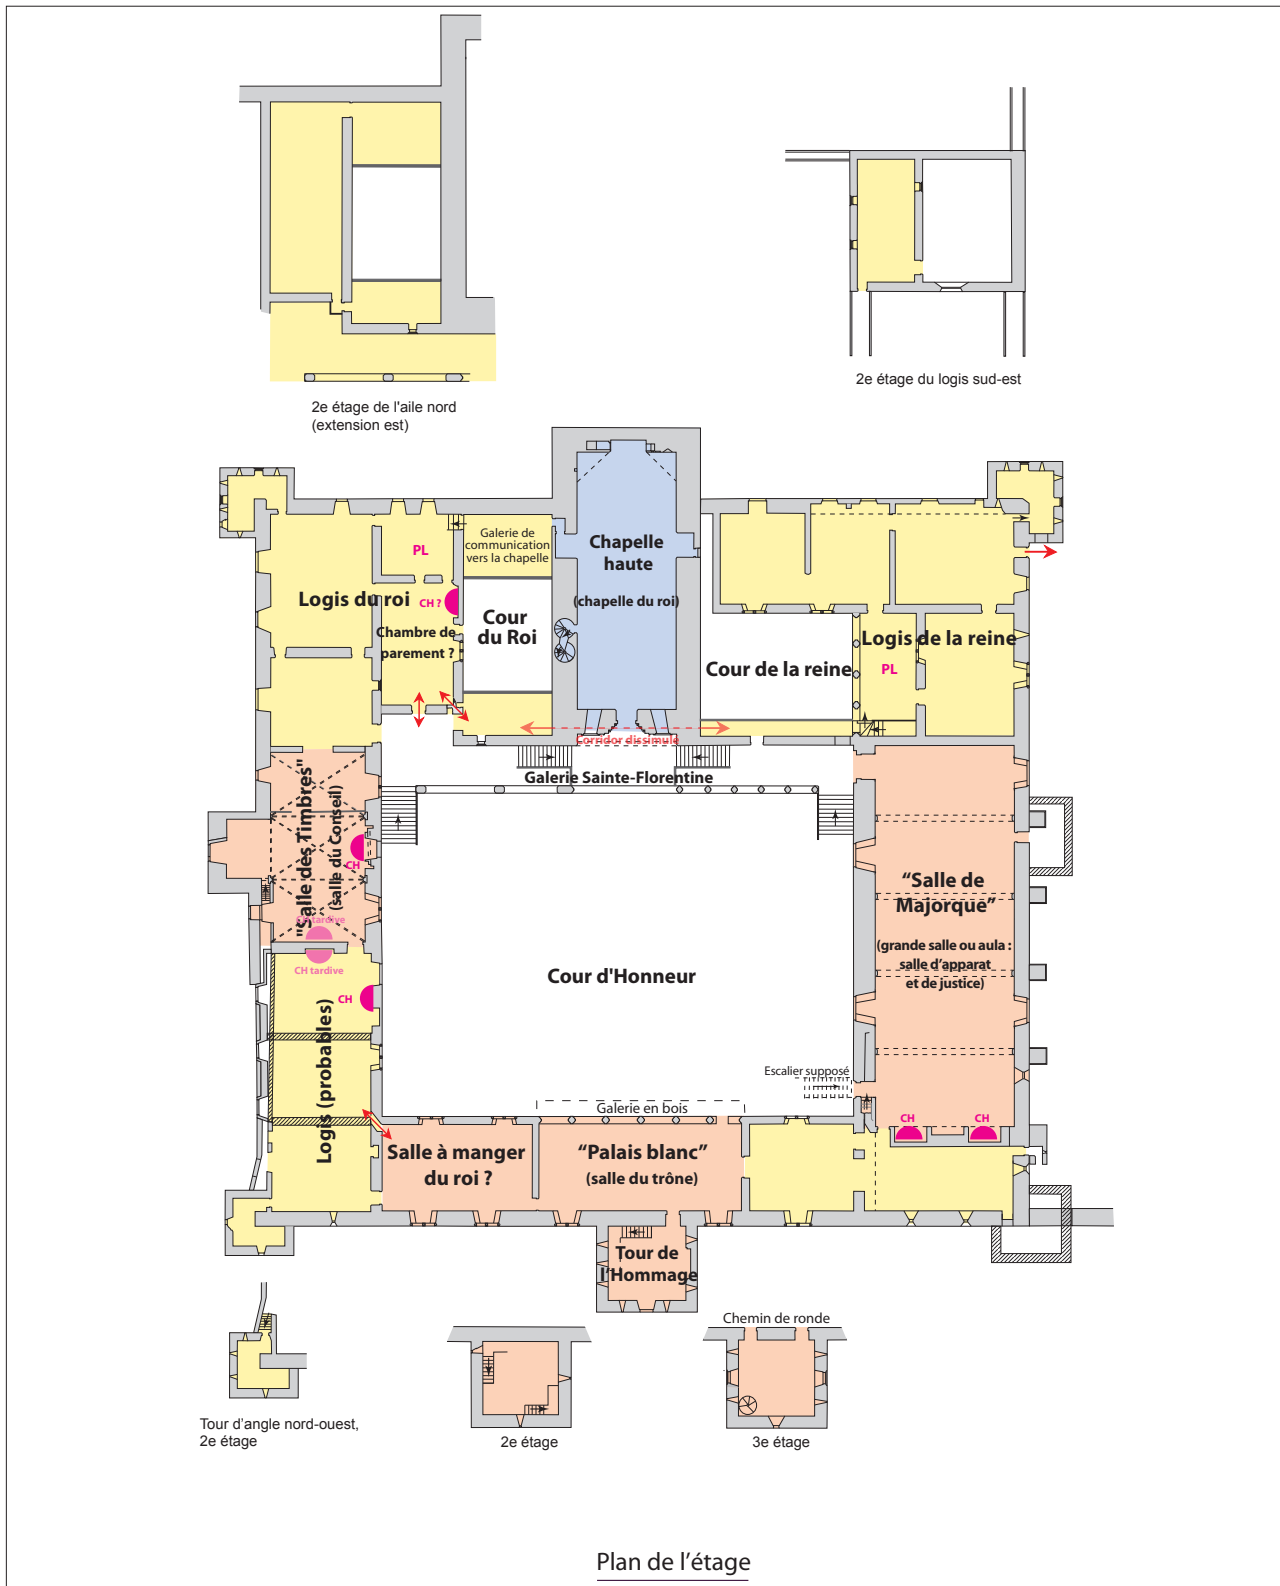 2e étage de l'aile nord
(extension est)
2e étage du logis sud-est
Galerie de
communication
vers la chapelle
PL
Chapelle
haute
(chapelle du roi)
Logis du roi
CH ?
Cour
du Roi
Chambre de
parement ?
Logis de la reine
PL
Cour de la reine
Corridor dissimulé
Galerie Sainte-Florentine
"Salle des Timbres"
(salle du Conseil)
CH
CH tardive
CH tardive
CH
Logis (probables)
“Salle de
Majorque”
(grande salle ou aula :
salle d’apparat
et de justice)
Cour d'Honneur
Escalier supposé
Galerie en bois
CH
CH
Salle à manger
du roi ?
“Palais blanc”
(salle du trône)
Tour de
l’Hommage
Chemin de ronde
Tour d’angle nord-ouest,
2e étage
2e étage
3e étage
Plan de l’étage